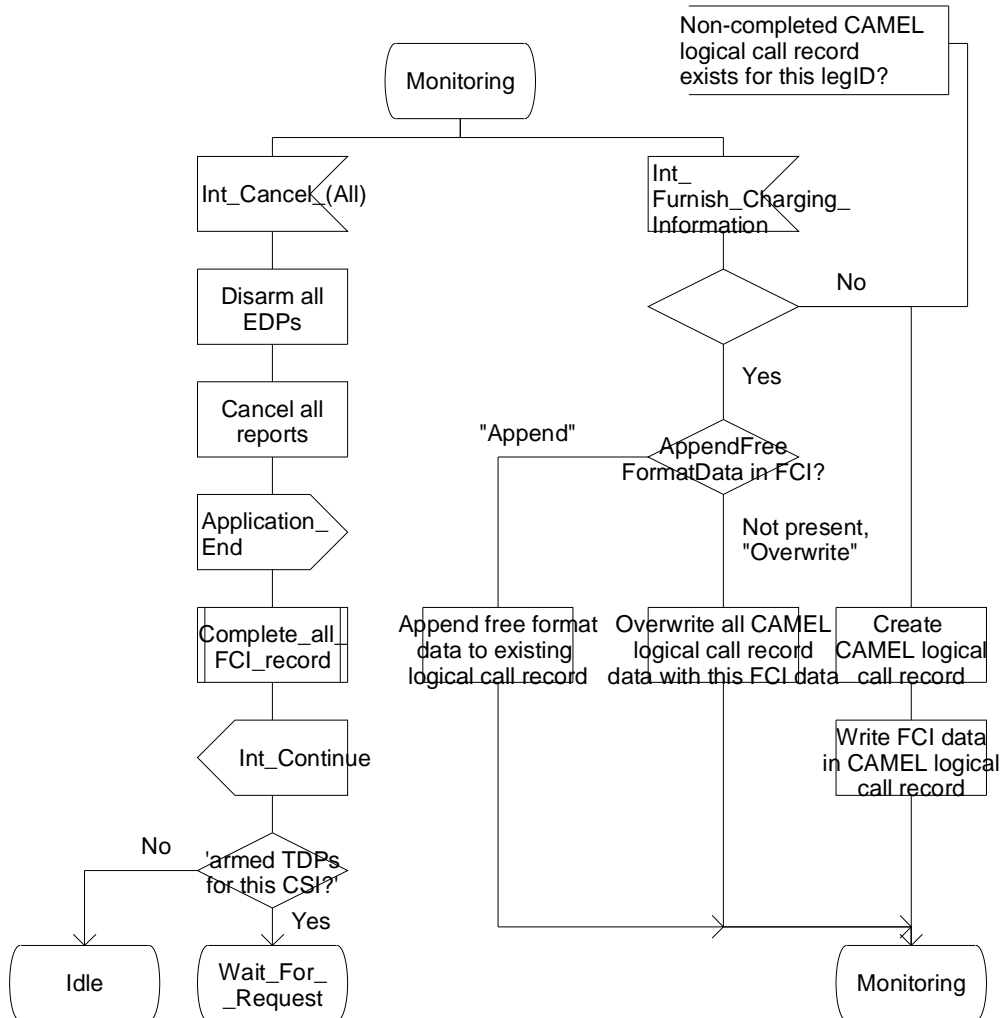 Non-completed CAMEL
logical call record
exists for this legID?
Monitoring
Int_Cancel_(All)
Int_
Furnish_Charging_
Information
Disarm all
EDPs
No
Yes
Cancel all
reports
"Append"
AppendFree
FormatData in FCI?
Application_
End
Not present,
"Overwrite"
Complete_all_
FCI_record
Append free format
data to existing
logical call record
Overwrite all CAMEL
logical call record
data with this FCI data
Create
CAMEL logical
call record
Int_Continue
Write FCI data
in CAMEL logical
call record
No
'armed TDPs
for this CSI?'
Yes
Idle
Wait_For_
_Request
Monitoring